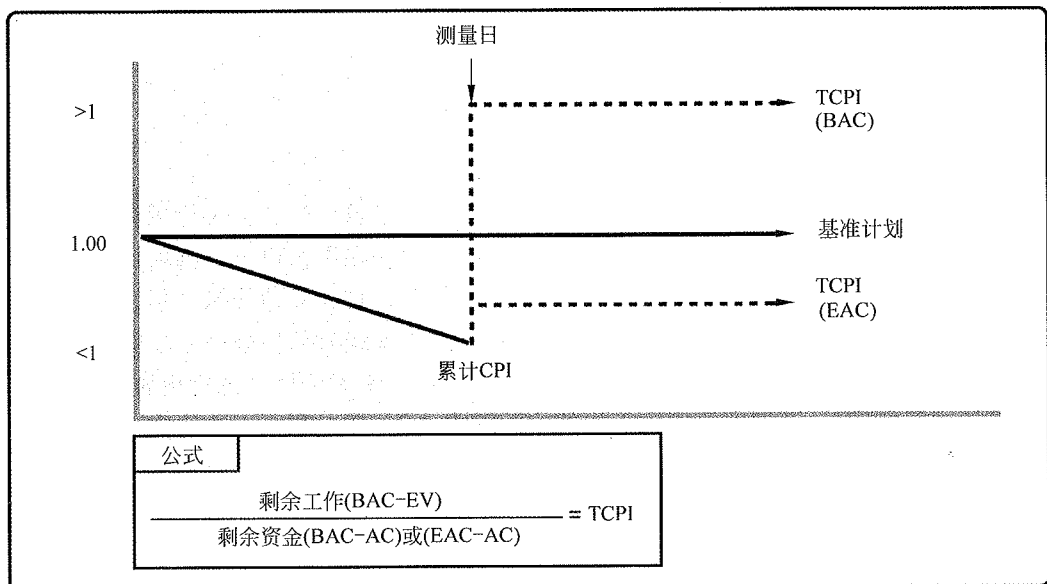 测量日
>1
TCPI
(BAC)
1.00
基准计划
TCPI
(EAC)
<1
累计CPI
公式
剩余工作(BAC-EV)
剩余资金(BAC-AC)或(EAC-AC)
= TCPI